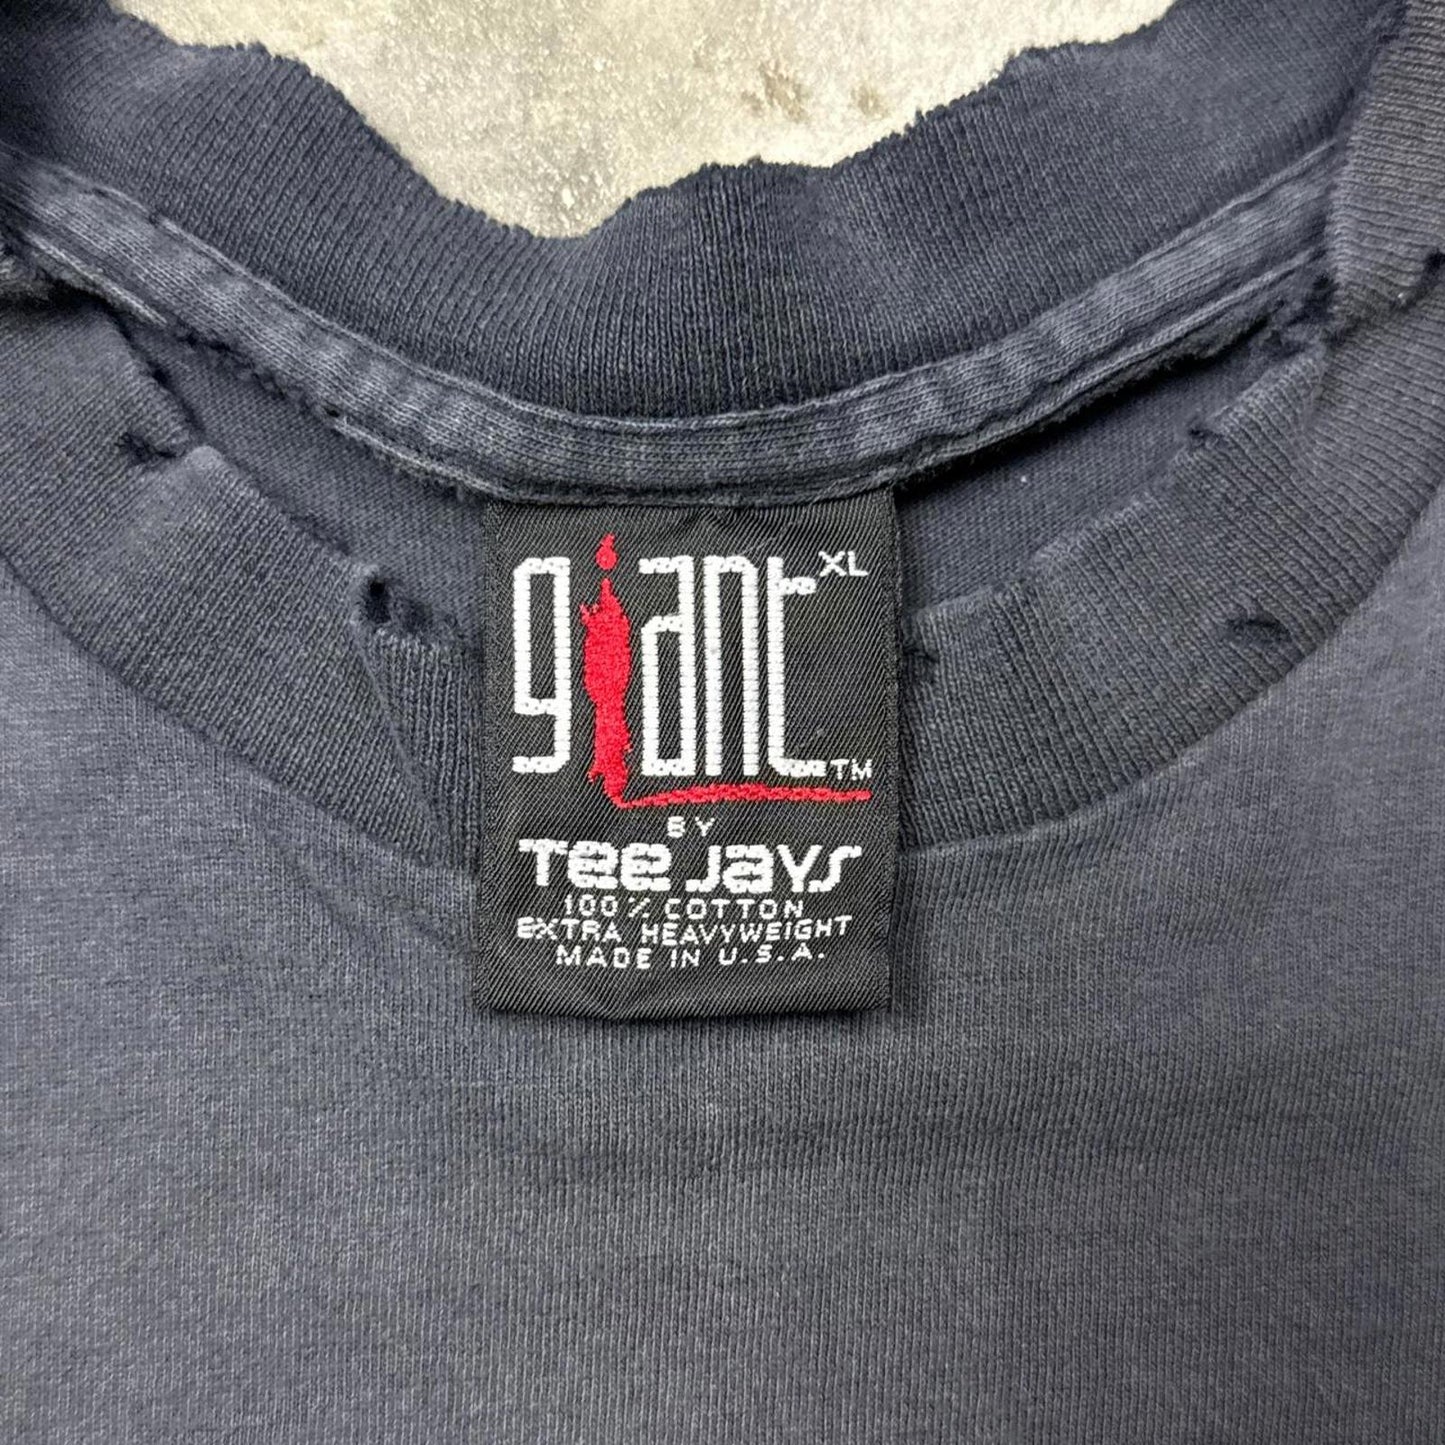 giant XL
TM
BY
Tee Jays
100% COTTON
EXTRA HEAVYWEIGHT
MADE IN U.S.A.